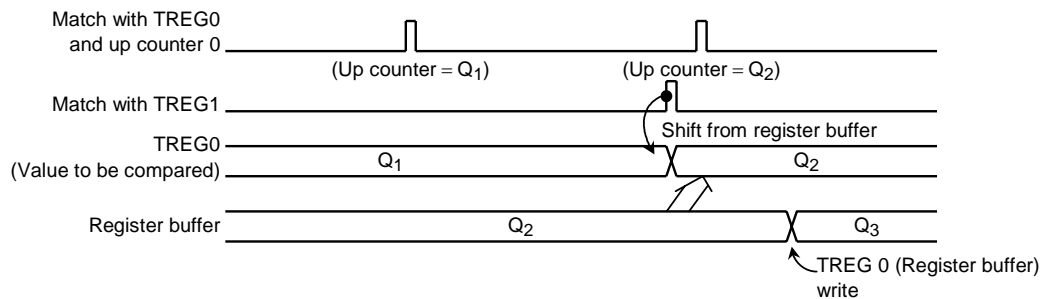 Match with TREG0
and up counter 0
(Up counter = Q1)
(Up counter = Q2)
Match with TREG1
Shift from register buffer
TREG0
(Value to be compared)
Q1
Q2
Register buffer
Q2
Q3
TREG 0 (Register buffer)
write